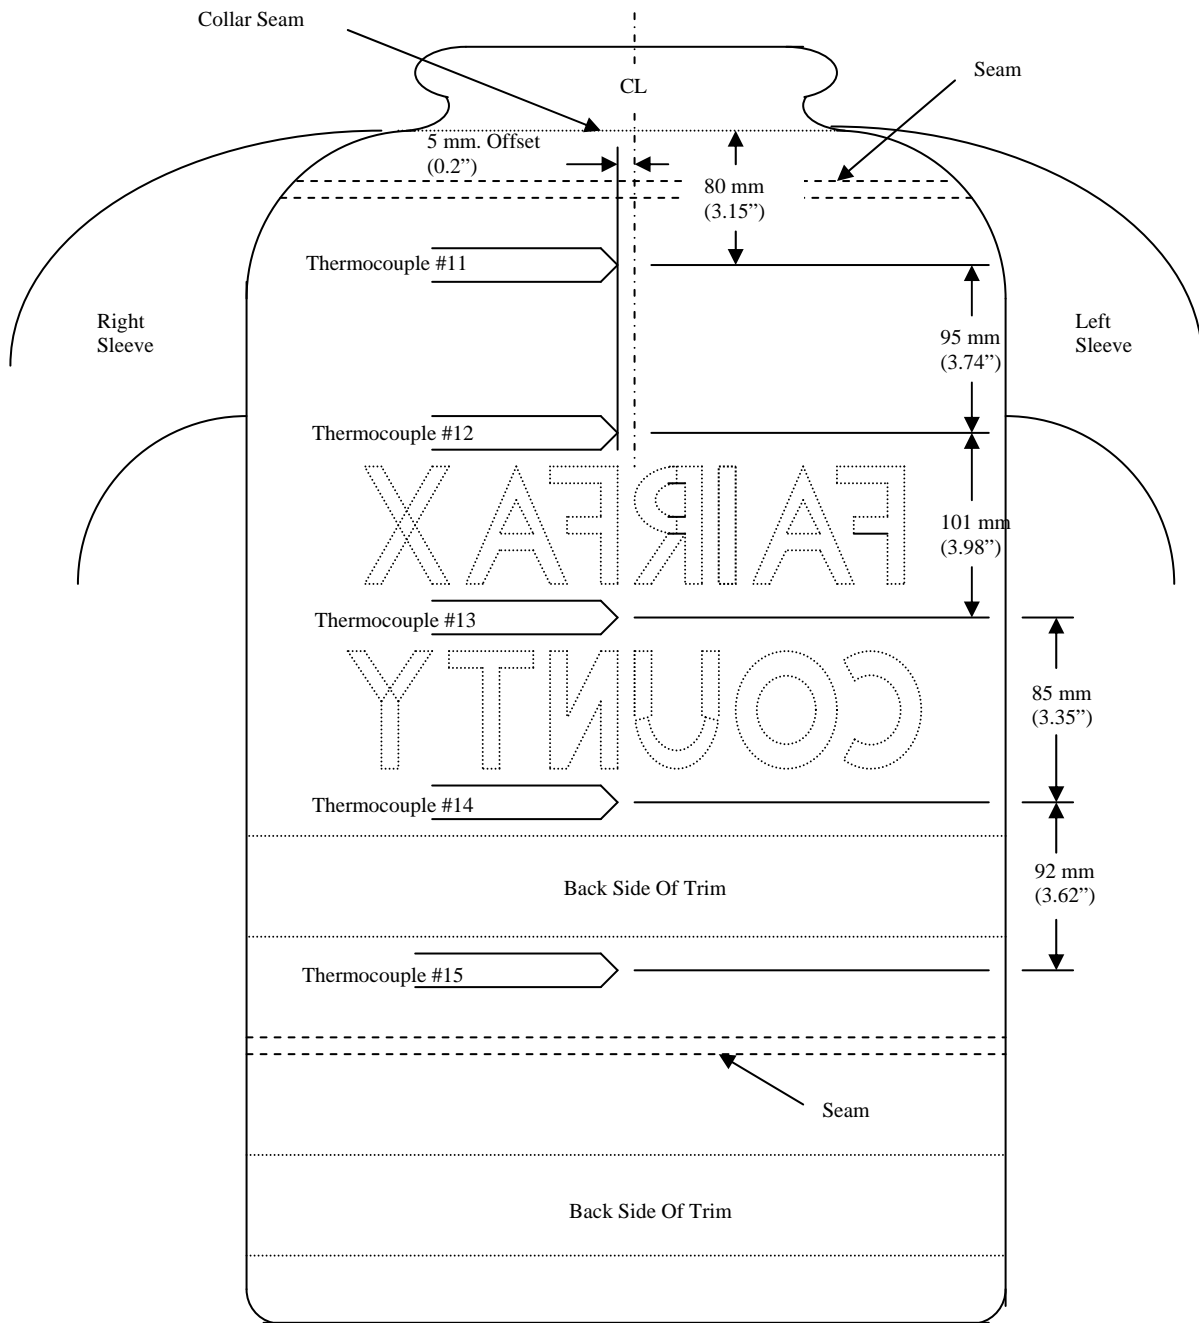 Collar Seam
Seam
CL
5 mm. Offset
(0.2”)
80 mm
(3.15”)
Thermocouple #11
Right
Sleeve
Left
Sleeve
95 mm
(3.74”)
Thermocouple #12
FAIRFAX
101 mm
(3.98”)
Thermocouple #13
COUNTY
85 mm
(3.35”)
Thermocouple #14
92 mm
(3.62”)
Back Side Of Trim
Thermocouple #15
Seam
Back Side Of Trim